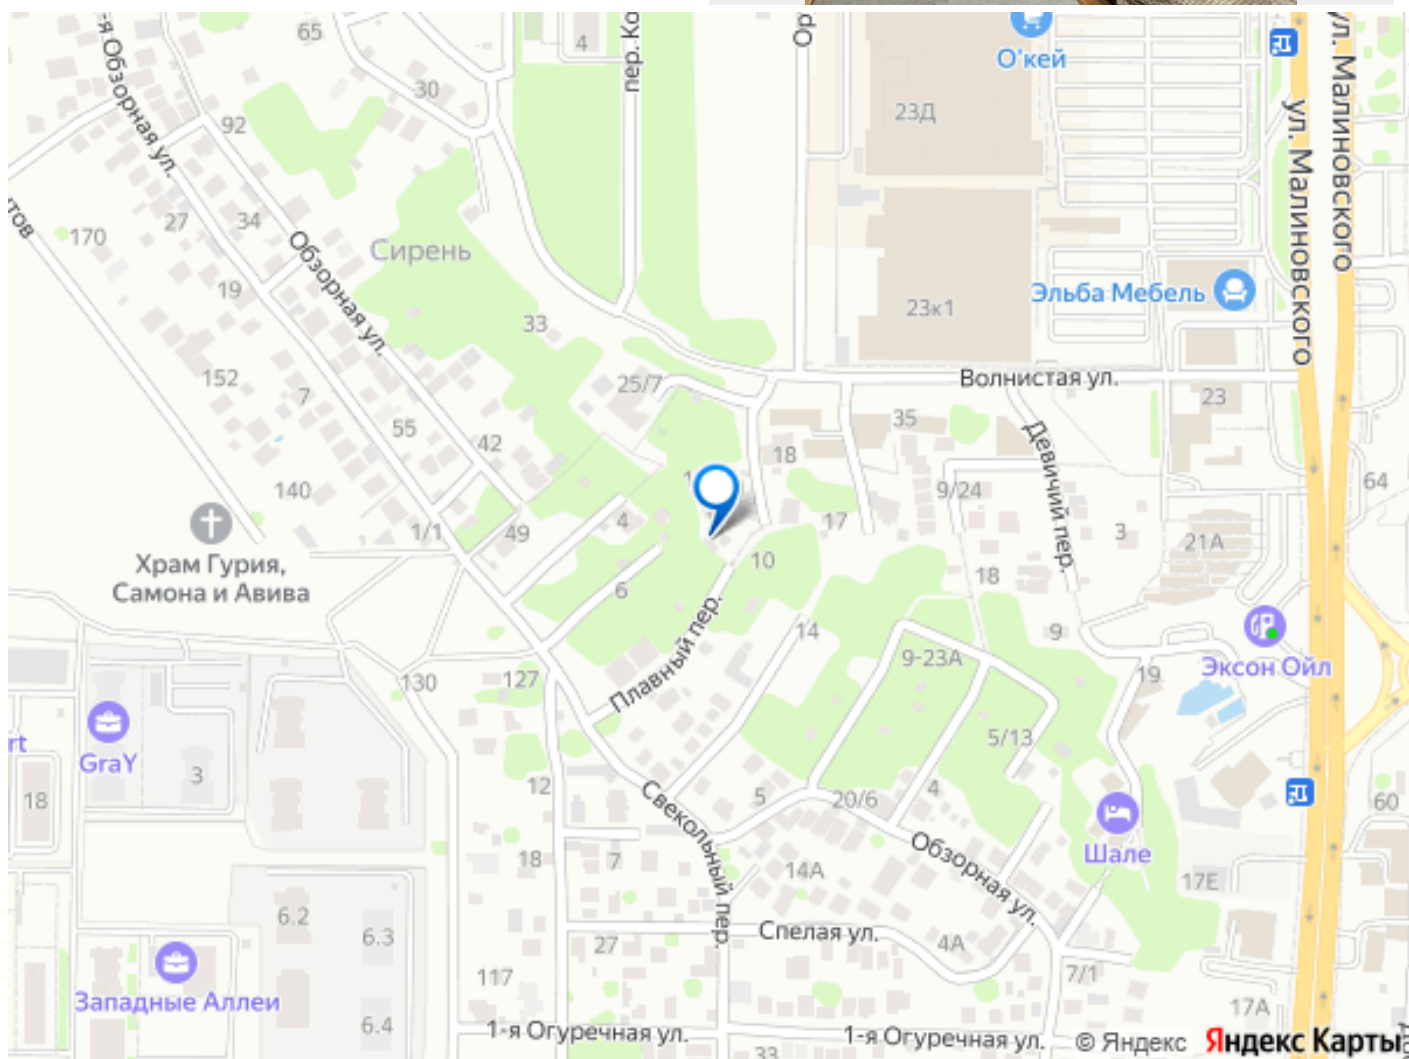 65
4
пер. Ко
Ор
О'кей
ул. Малиновского
ул. Малиновского
-я Обзорная ул.
30
23Д
92
тов
170
27
34
Сирень
Обзорная ул.
19
33
23к1
Эльба Мебель
152
7
25/7
Волнистая ул.
23
55
42
35
Девичий пер.
18
64
140
9/24
4
17
3
1/1
49
21А
Храм Гурия,
Самона и Авива
10
18
6
14
9
Плавный пер.
9-23А
Эксон Ойл
130
127
19
rt
GraY
3
5/13
18
12
Свекольный пер.
5
20/6
4
60
Шале
18
7
14А
Обзорная ул.
17Е
6.2
6.3
27
Спелая ул.
4А
117
7/1
Западные Аллеи
17А
6.4
1-я Огуречная ул.
33
1-я Огуречная ул.
© Яндекс
Яндекс Карты